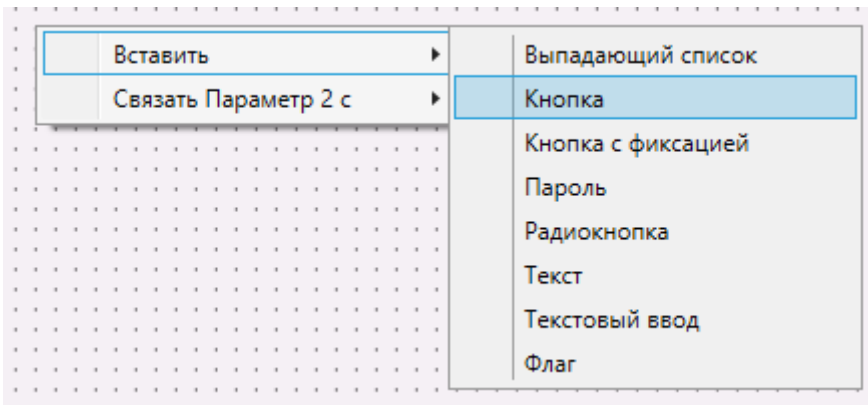 Вставить
Связать Параметр 2 с
Выпадающий список
Кнопка
Кнопка с фиксацией
Пароль
Радиокнопка
Текст
Текстовый ввод
Флаг